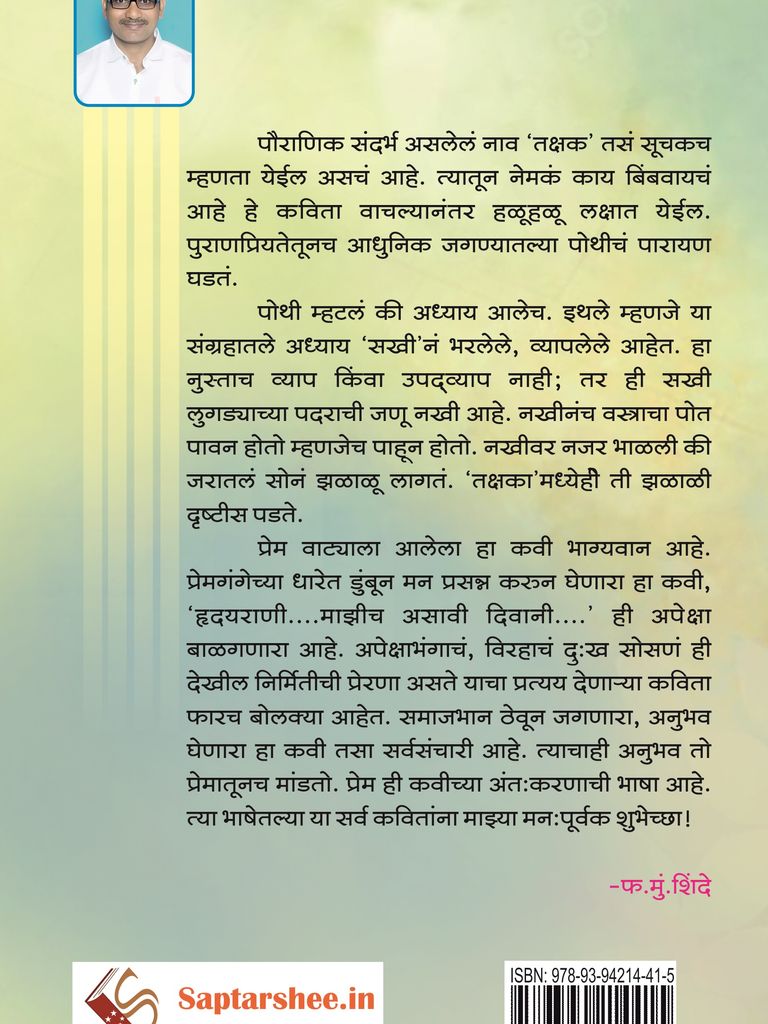 पौराणिक संदर्भ असलेलं नाव ‘तक्षक’ तसं सूचकच
म्हणता येईल असचं आहे. त्यातून नेमकं काय बिंबवायचं
आहे हे कविता वाचल्यानंतर हळूहळू लक्षात येईल.
पुराणप्रियतेतूनच आधुनिक जगण्यातल्या पोथीचं पारायण
घडतं.
पोथी म्हटलं की अध्याय आलेच. इथले म्हणजे या
संग्रहातले अध्याय ‘सखी’नं भरलेले, व्यापलेले आहेत. हा
नुस्ताच व्याप किंवा उपद्व्याप नाही; तर ही सखी
लुगड्याच्या पदराची जणू नखी आहे. नखीनंच वस्त्राचा पोत
पावन होतो म्हणजेच पाहून होतो. नखीवर नजर भाळली की
जरातलं सोनं झळाळू लागतं. ‘तक्षका’मध्येही ती झळाळी
दृष्टीस पडते.
प्रेम वाट्याला आलेला हा कवी भाग्यवान आहे.
प्रेमगंगेच्या धारेत डुंबून मन प्रसन्न करुन घेणारा हा कवी,
‘हृदयराणी....माझीच असावी दिवानी....’ ही अपेक्षा
बाळगणारा आहे. अपेक्षाभंगाचं, विरहाचं दुःख सोसणं ही
देखील निर्मितीची प्रेरणा असते याचा प्रत्यय देणाऱ्या कविता
फारच बोलक्या आहेत. समाजभान ठेवून जगणारा, अनुभव
घेणारा हा कवी तसा सर्वसंचारी आहे. त्याचाही अनुभव तो
प्रेमातूनच मांडतो. प्रेम ही कवीच्या अंतःकरणाची भाषा आहे.
त्या भाषेतल्या या सर्व कवितांना माझ्या मनःपूर्वक शुभेच्छा!
-फ.मुं.शिंदे
Saptarshee.in
ISBN: 978-93-94214-41-5